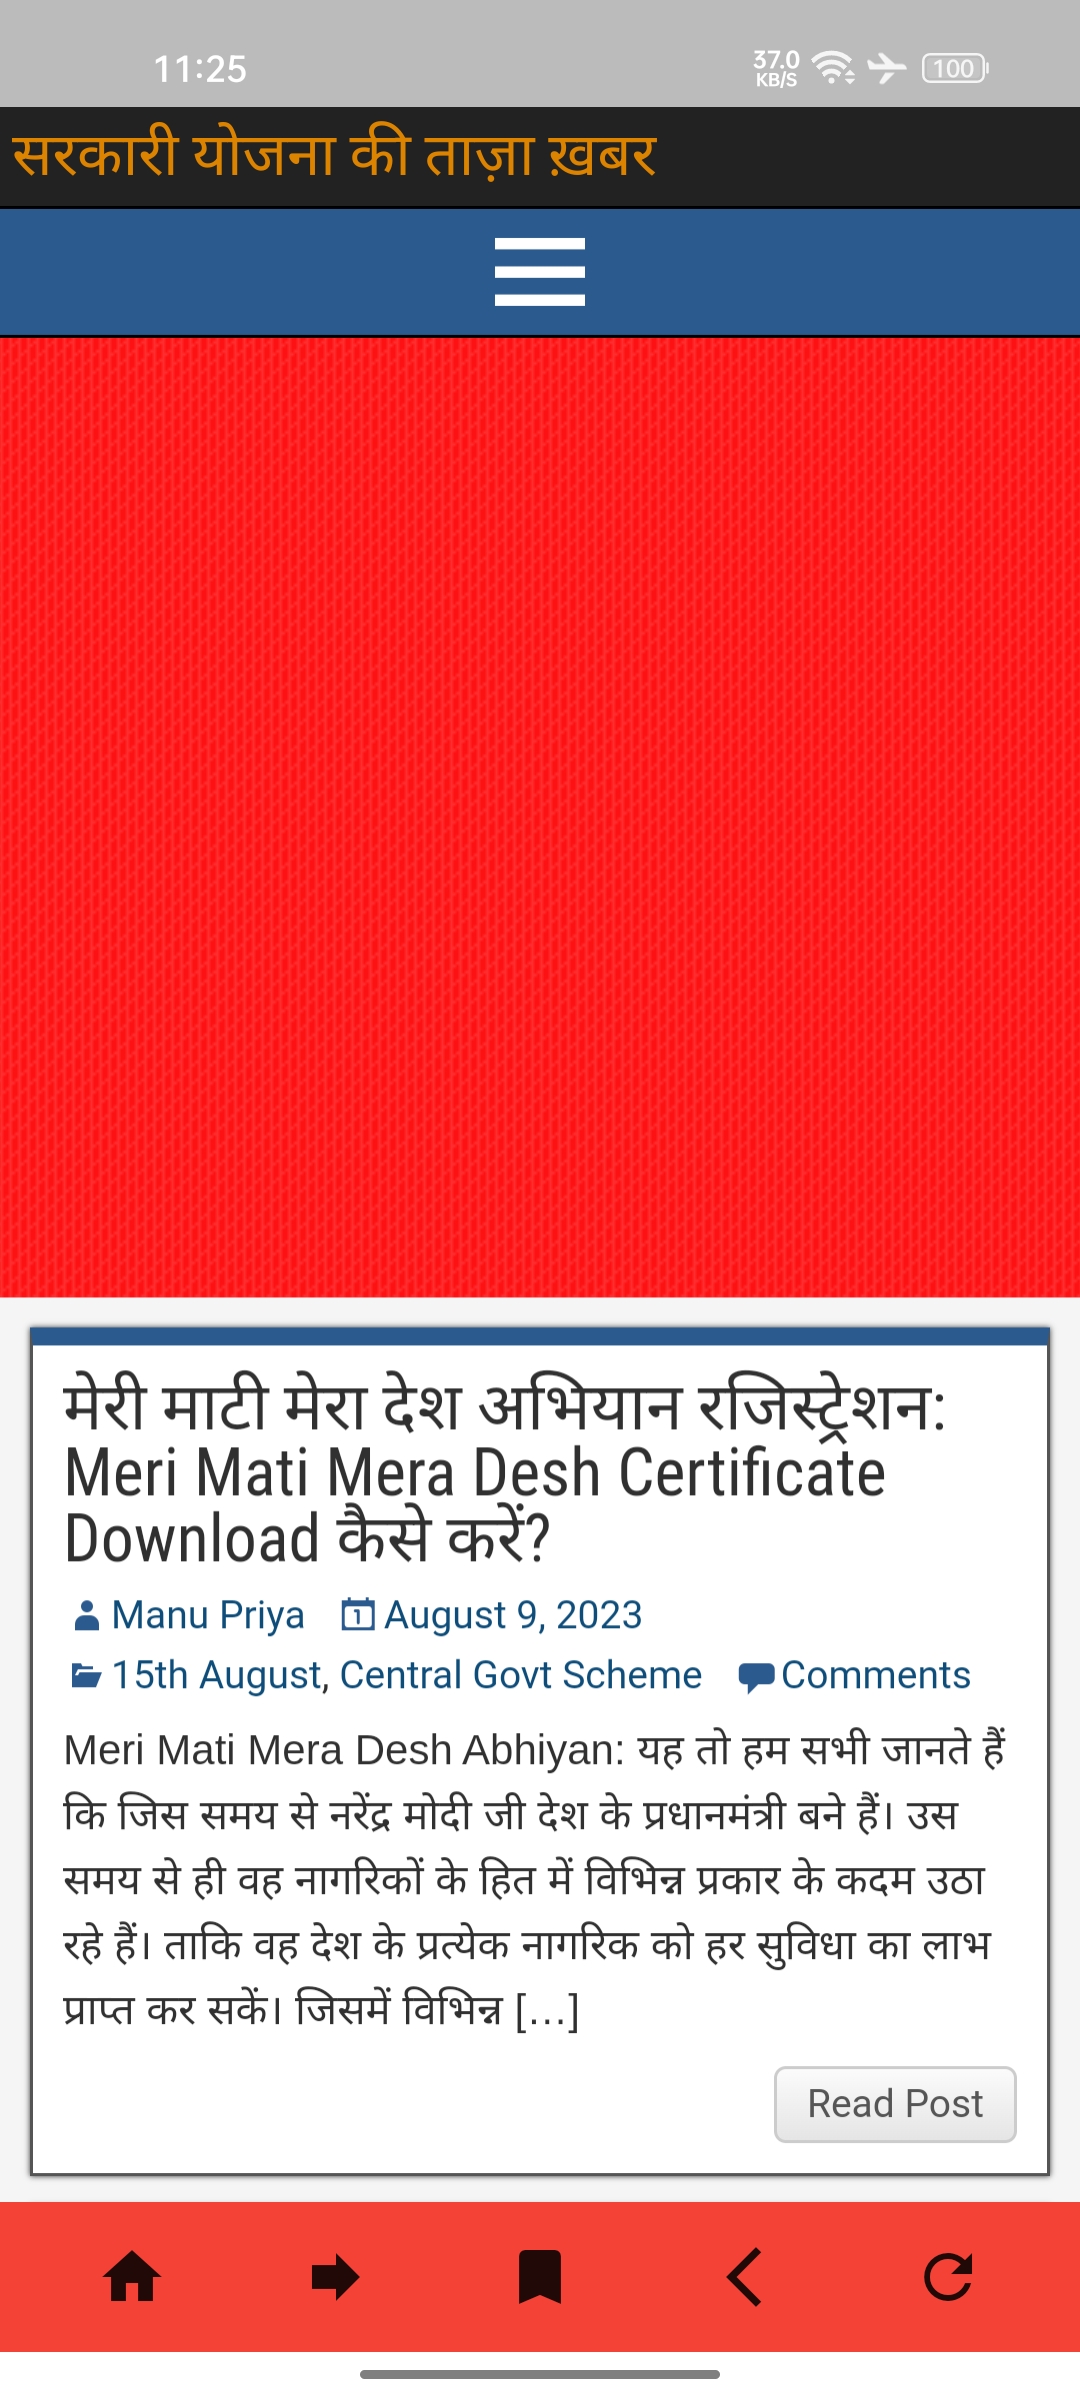 11:25
37.0
KB/S
100
सरकारी योजना की ताज़ा ख़बर
मेरी माटी मेरा देश अभियान रजिस्ट्रेशन:
Meri Mati Mera Desh Certificate
Download कैसे करें?
Manu Priya August 9, 2023
15th August, Central Govt Scheme Comments
Meri Mati Mera Desh Abhiyan: यह तो हम सभी जानते हैं
कि जिस समय से नरेंद्र मोदी जी देश के प्रधानमंत्री बने हैं। उस
समय से ही वह नागरिकों के हित में विभिन्न प्रकार के कदम उठा
रहे हैं। ताकि वह देश के प्रत्येक नागरिक को हर सुविधा का लाभ
प्राप्त कर सकें। जिसमें विभिन्न [...]
Read Post